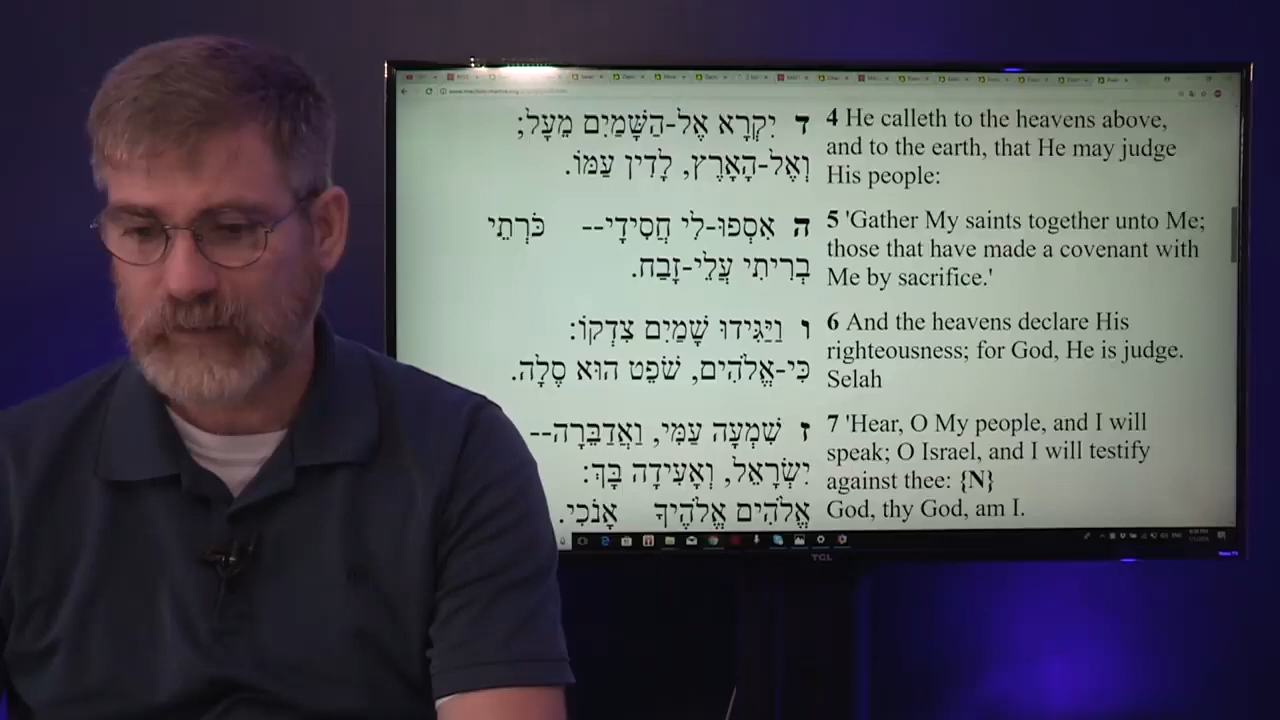 ד יִקְרָא אֶל-הַשָּׁמַיִם מֵעָל;
וְאֶל-הָאָרֶץ, לָדִין עַמּוֹ.
4 He calleth to the heavens above,
and to the earth, that He may judge
His people:
ה אִסְפוּ-לִי חֲסִידָי-- כֹּרְתֵי
בְרִיתִי עֲלֵי-זָבַח.
5 'Gather My saints together unto Me;
those that have made a covenant with
Me by sacrifice.'
ו וַיַּגִּידוּ שָׁמַיִם צִדְקוֹ:
כִּי-אֱלֹהִים, שֹׁפֵט הוּא סֶלָה.
6 And the heavens declare His
righteousness; for God, He is judge.
Selah
ז שִׁמְעָה עַמִּי, וַאֲדַבֵּרָה--
יִשְׂרָאֵל, וְאָעִידָה בָּךְ:
אֱלֹהִים אֱלֹהֶיךָ אָנֹכִי.
7 'Hear, O My people, and I will
speak; O Israel, and I will testify
against thee: {N}
God, thy God, am I.
TCL